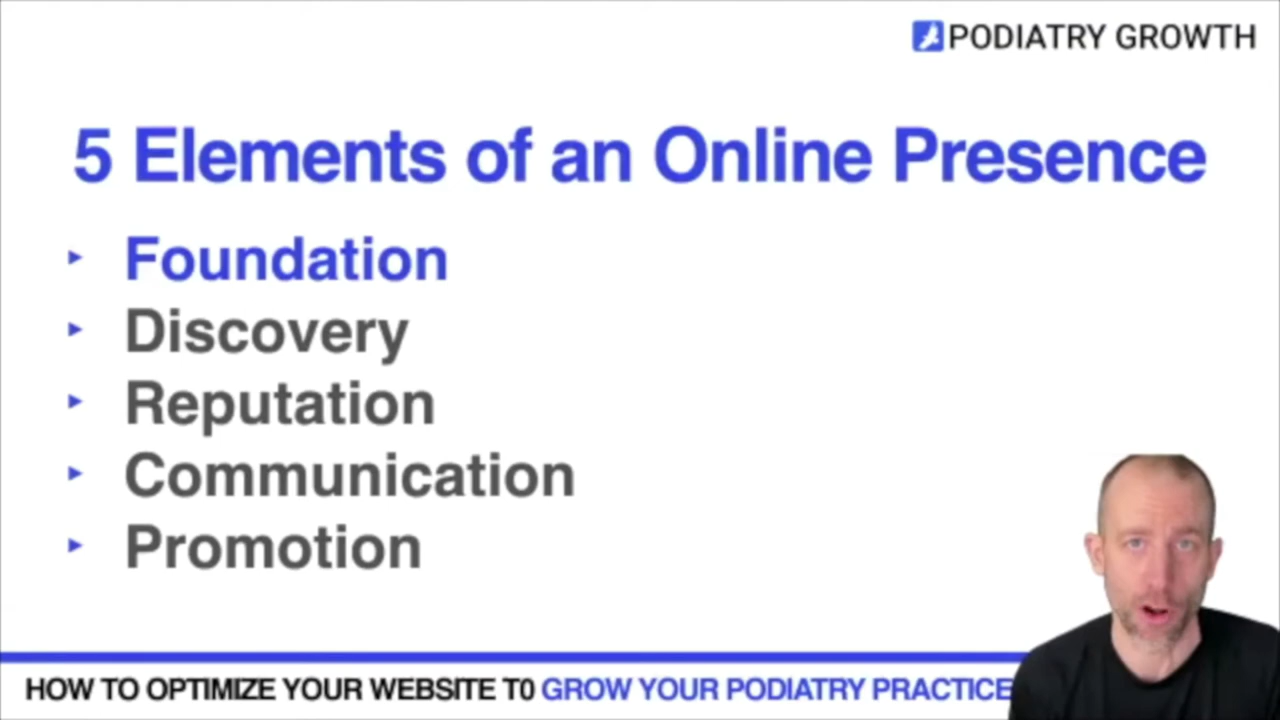 PODIATRY GROWTH
5 Elements of an Online Presence
Foundation
Discovery
Reputation
Communication
Promotion
HOW TO OPTIMIZE YOUR WEBSITE T0 GROW YOUR PODIATRY PRACTICE